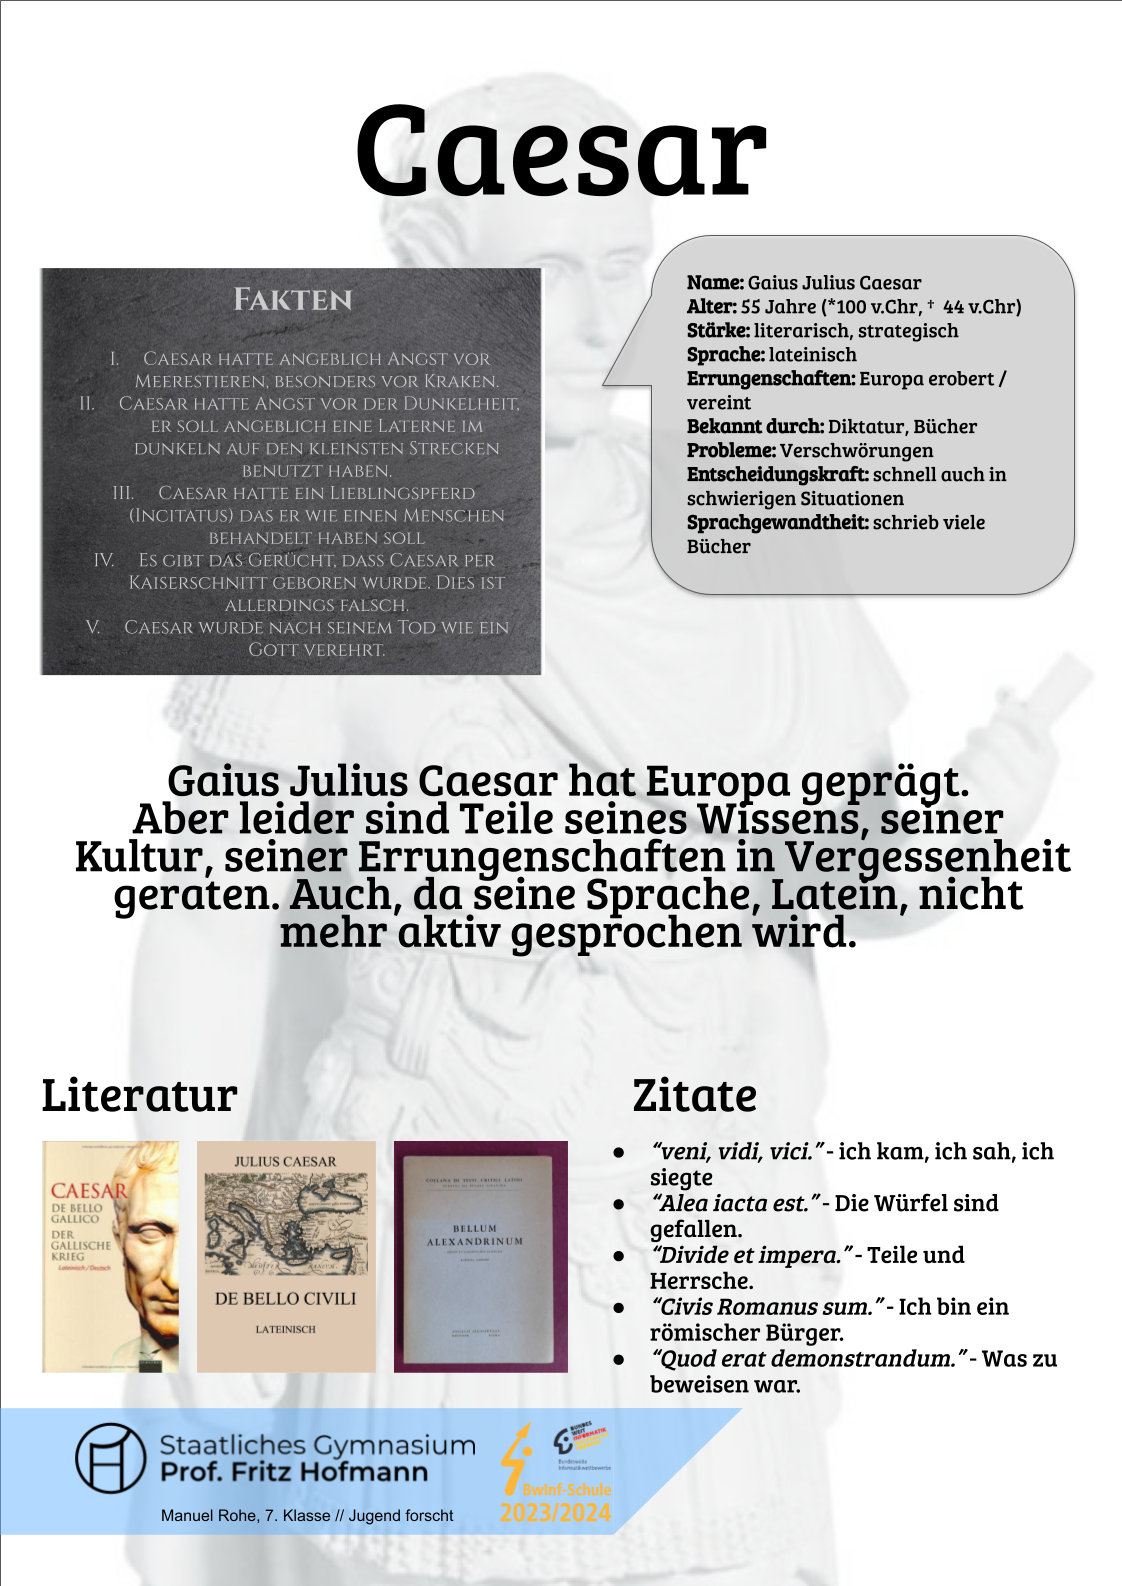 Caesar
Fakten
I. Caesar hatte angeblich Angst vor
Meerestieren, besonders vor Kraken.
II. Caesar hatte Angst vor der Dunkelheit,
er soll angeblich eine Laterne im
dunkeln auf den kleinsten Strecken
benutzt haben.
III. Caesar hatte ein Lieblingspferd
(Incitatus) das er wie einen Menschen
behandelt haben soll
IV. Es gibt das Gerücht, dass Caesar per
Kaiserschnitt geboren wurde. Dies ist
allerdings falsch.
V. Caesar wurde nach seinem Tod wie ein
Gott verehrt.
Name: Gaius Julius Caesar
Alter: 55 Jahre (*100 v.Chr, † 44 v.Chr)
Stärke: literarisch, strategisch
Sprache: lateinisch
Errungenschaften: Europa erobert /
vereint
Bekannt durch: Diktatur, Bücher
Probleme: Verschwörungen
Entscheidungskraft: schnell auch in
schwierigen Situationen
Sprachgewandtheit: schrieb viele
Bücher
Gaius Julius Caesar hat Europa geprägt.
Aber leider sind Teile seines Wissens, seiner
Kultur, seiner Errungenschaften in Vergessenheit
geraten. Auch, da seine Sprache, Latein, nicht
mehr aktiv gesprochen wird.
Literatur
CAESAR
DE BELLO
GALLICO
DER
GALLISCHE
KRIEG
Lateinisch / Deutsch
JULIUS CAESAR
DE BELLO CIVILI
LATEINISCH
COLLANA DI TESTI CRITICI LATINI
BELLUM
ALEXANDRINUM
Zitate
● “veni, vidi, vici.” - ich kam, ich sah, ich
siegte
● “Alea iacta est.” - Die Würfel sind
gefallen.
● “Divide et impera.” - Teile und
Herrsche.
● “Civis Romanus sum.” - Ich bin ein
römischer Bürger.
● “Quod erat demonstrandum.” - Was zu
beweisen war.
Staatliches Gymnasium
Prof. Fritz Hofmann
Manuel Rohe, 7. Klasse // Jugend forscht
BUNDES
WEIT
INFORMATIK
Bundesweite
Informatikwettbewerbe
BwInf-Schule
2023/2024